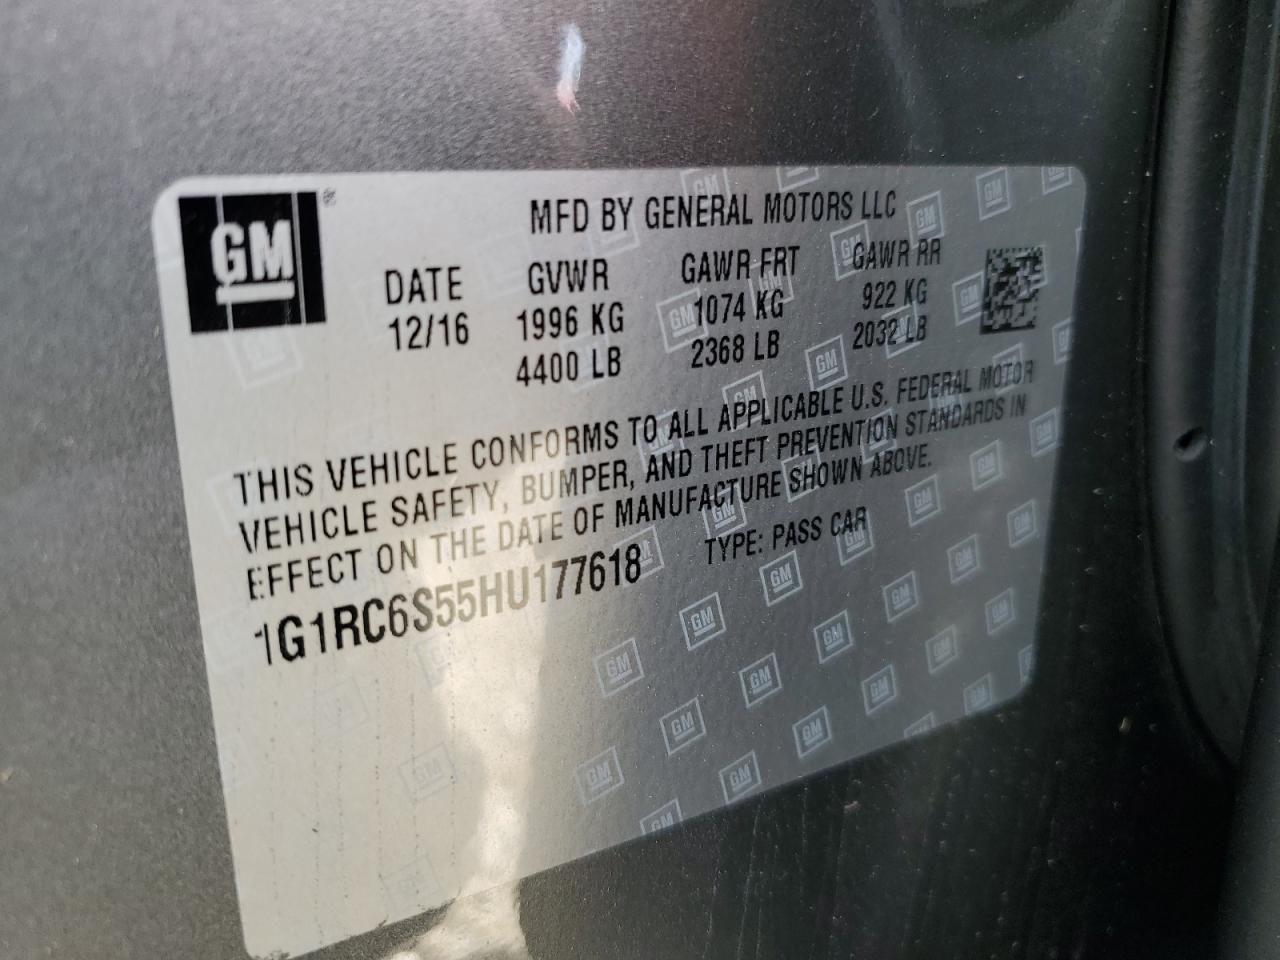 GM
MFD BY GENERAL MOTORS LLC
DATE GVWR GAWR FRT GAWR RR
12/16 1996 KG 1074 KG 922 KG
4400 LB 2368 LB 2032 LB
THIS VEHICLE CONFORMS TO ALL APPLICABLE U.S. FEDERAL MOTOR
VEHICLE SAFETY, BUMPER, AND THEFT PREVENTION STANDARDS IN
EFFECT ON THE DATE OF MANUFACTURE SHOWN ABOVE.
1G1RC6S55HU177618 TYPE: PASS CAR